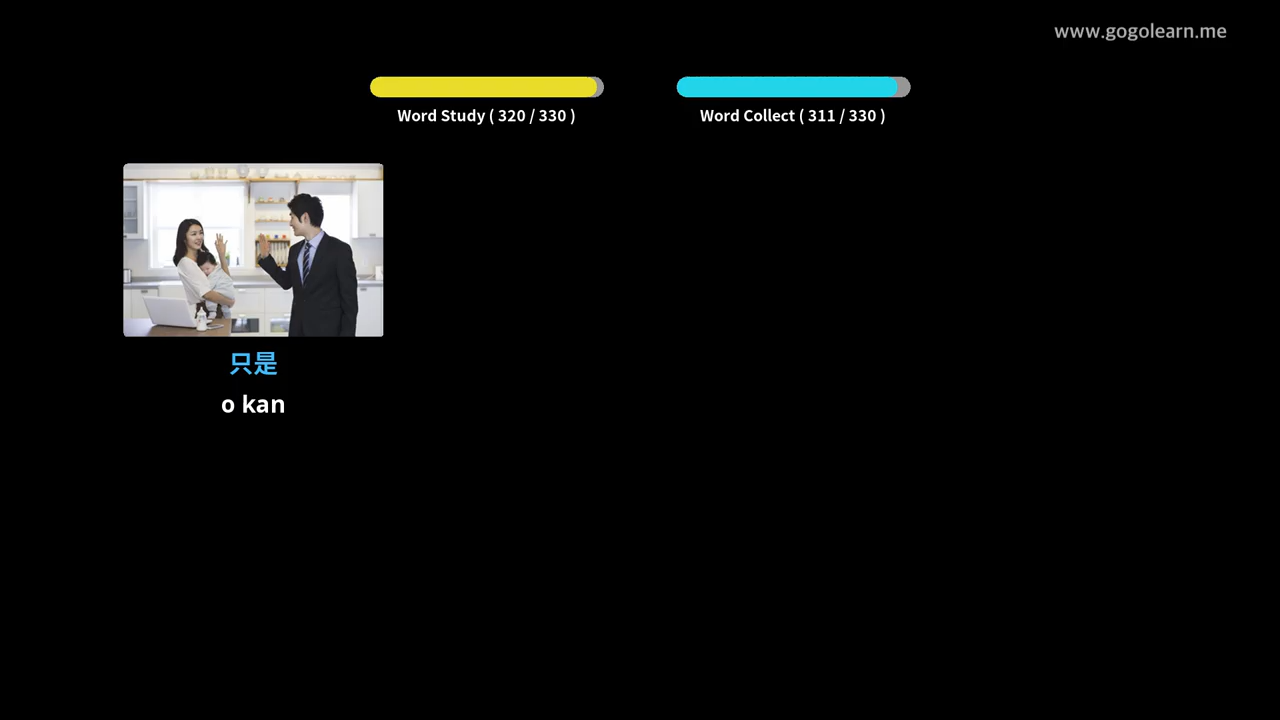 www.gogolearn.me
Word Study ( 320 / 330 )
Word Collect ( 311 / 330 )
只是
o kan